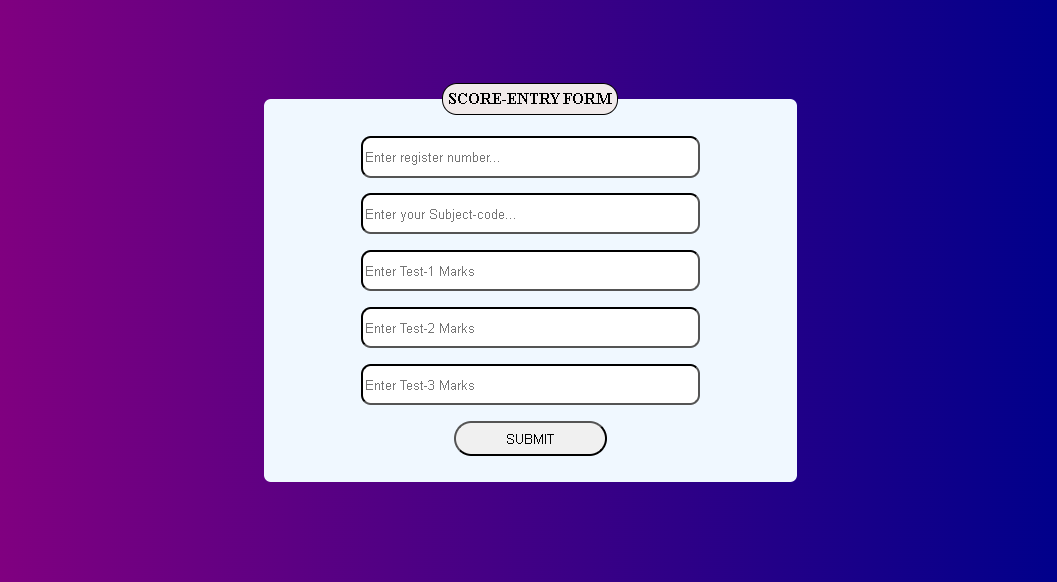 SCORE-ENTRY FORM
Enter register number...
Enter your Subject-code...
Enter Test-1 Marks
Enter Test-2 Marks
Enter Test-3 Marks
SUBMIT